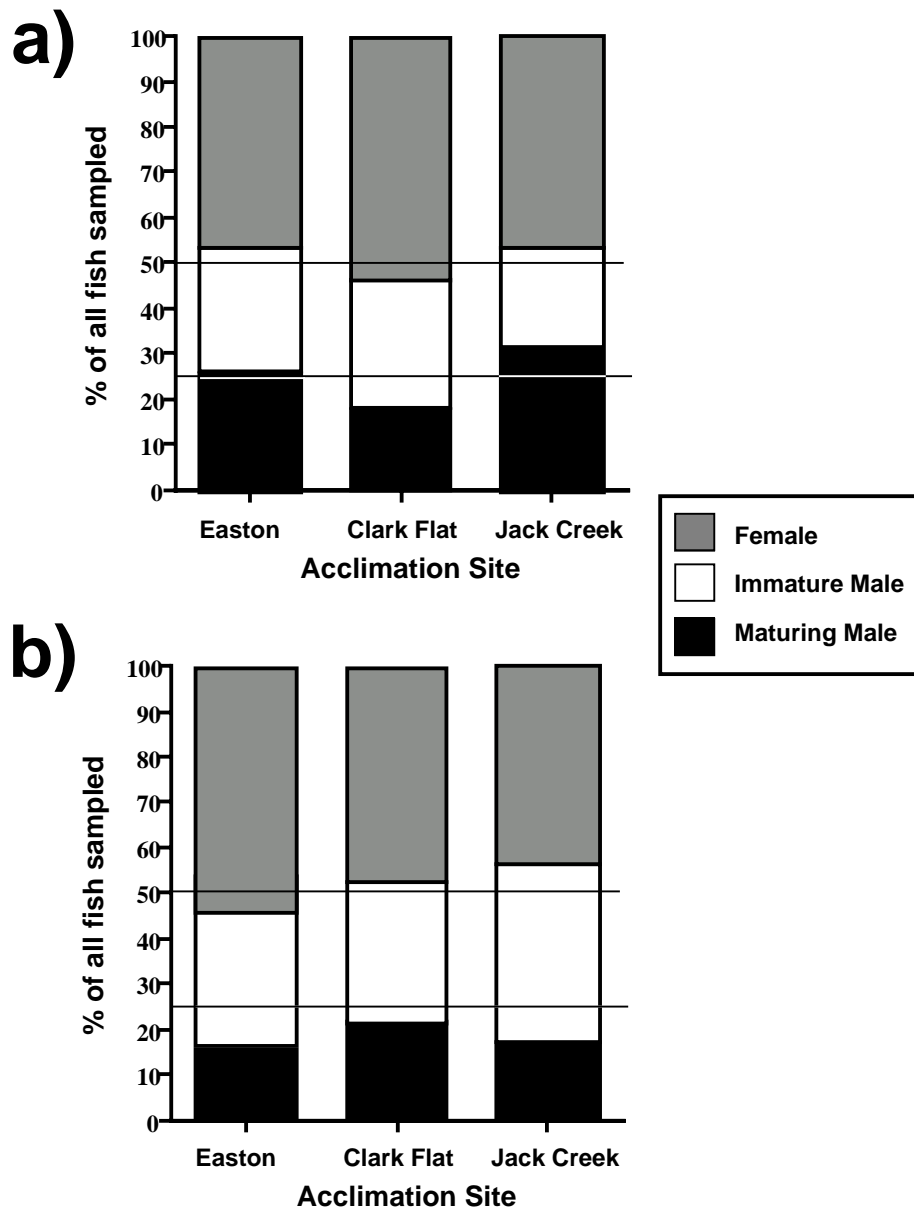 a)
% of all fish sampled
100
90
80
70
60
50
40
30
20
10
0
Easton Clark Flat Jack Creek
Acclimation Site
Female
Immature Male
Maturing Male
b)
% of all fish sampled
100
90
80
70
60
50
40
30
20
10
0
Easton Clark Flat Jack Creek
Acclimation Site